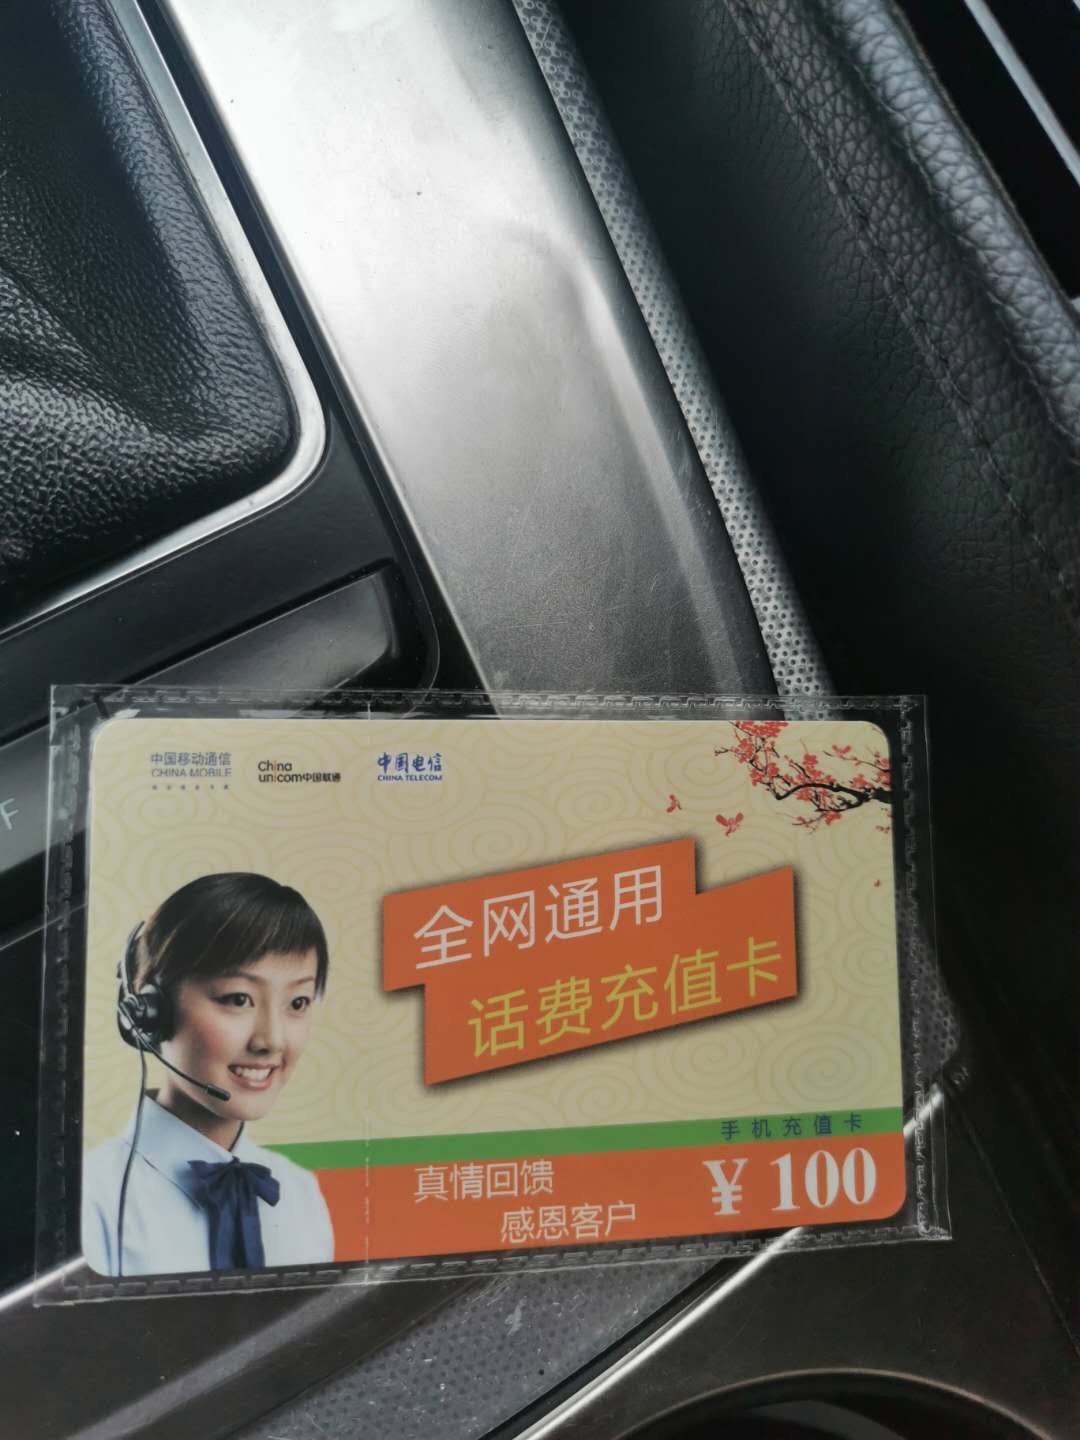 中国移动通信
CHINA MOBILE
China
unicom中国联通
中国电信
CHINA TELECOM
全网通用
话费充值卡
手机充值卡
真情回馈
感恩客户
¥ 100
F